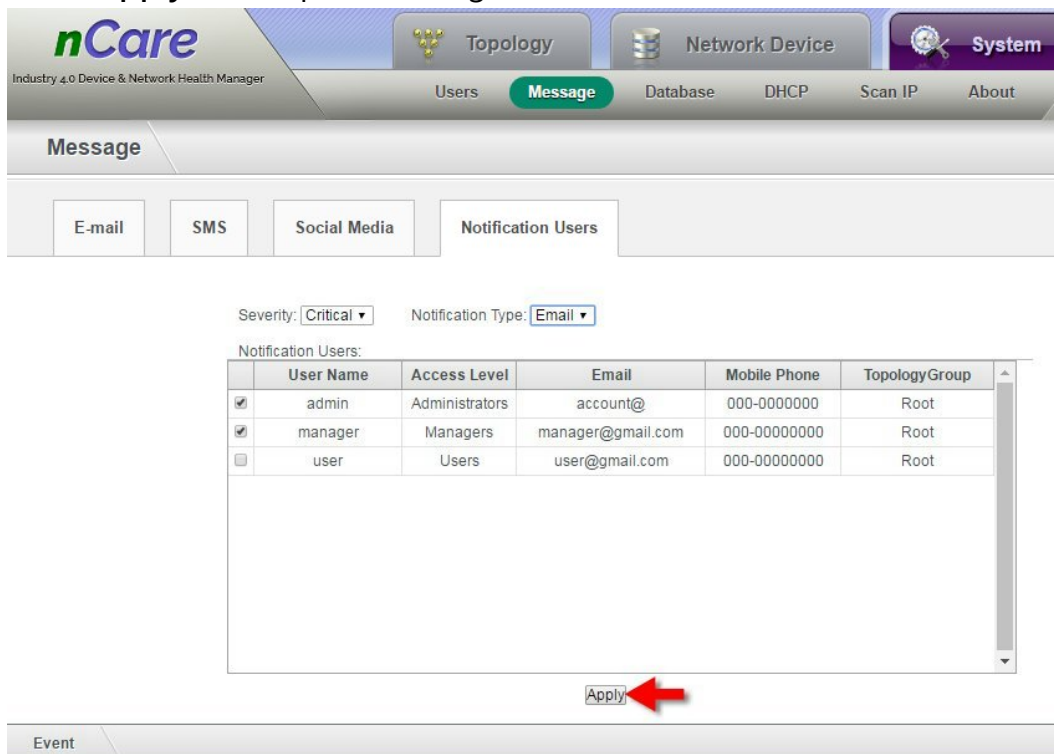 nCare
Industry 4.0 Device & Network Health Manager
Topology Network Device System
Users Message Database DHCP Scan IP About
Message
E-mail SMS Social Media Notification Users
Severity: Critical Notification Type: Email
Notification Users:
User Name Access Level Email Mobile Phone TopologyGroup
admin Administrators account@ 000-0000000 Root
manager Managers manager@gmail.com 000-00000000 Root
user Users user@gmail.com 000-00000000 Root
Apply
Event